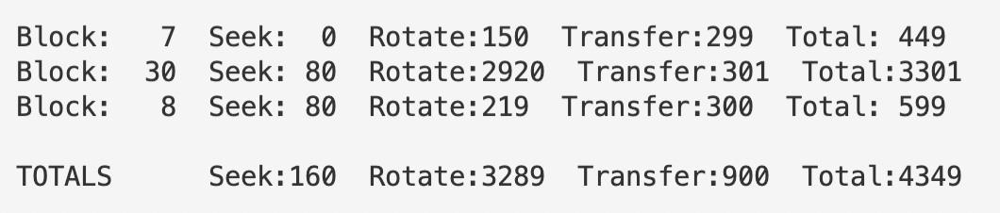 Block:   7  Seek:  0  Rotate:150  Transfer:299  Total: 449
Block:  30  Seek: 80  Rotate:2920  Transfer:301  Total:3301
Block:   8  Seek: 80  Rotate:219  Transfer:300  Total: 599
TOTALS      Seek:160  Rotate:3289  Transfer:900  Total:4349